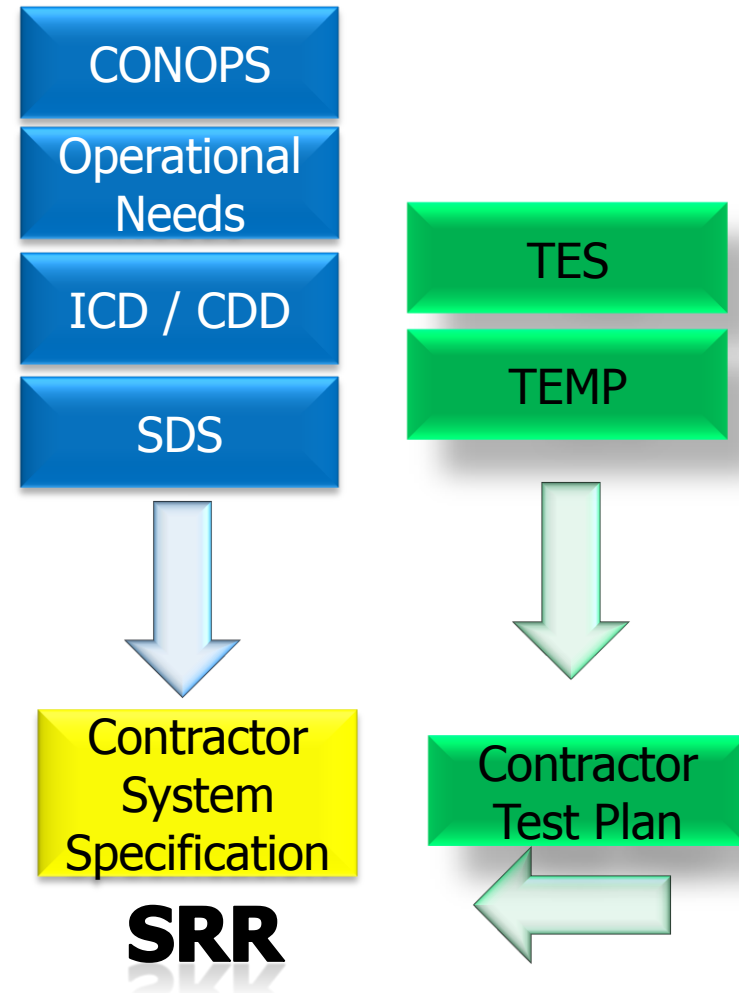 CONOPS
Operational
Needs
ICD / CDD
SDS
TES
TEMP
Contractor
System
Specification
Contractor
Test Plan
SRR